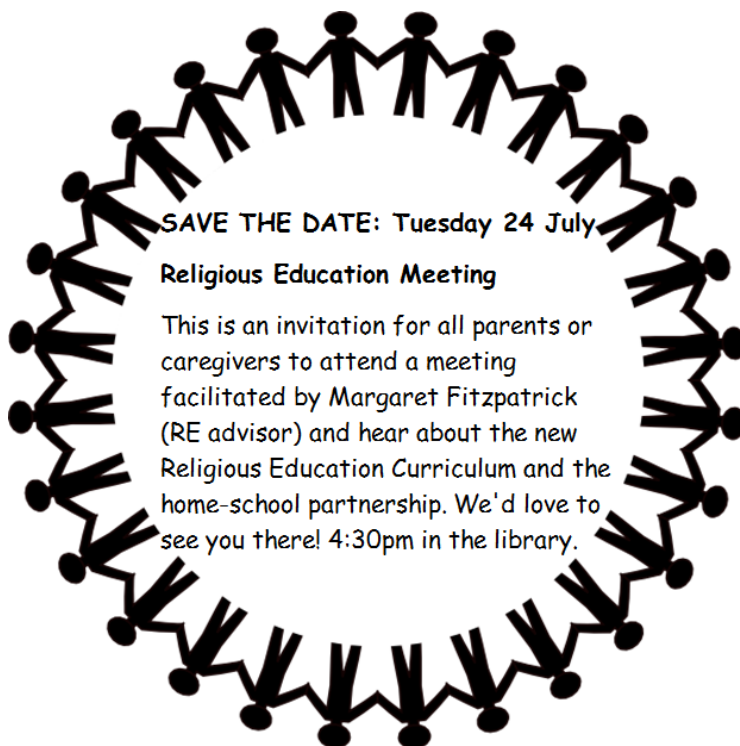 SAVE THE DATE: Tuesday 24 July
Religious Education Meeting
This is an invitation for all parents or
caregivers to attend a meeting
facilitated by Margaret Fitzpatrick
(RE advisor) and hear about the new
Religious Education Curriculum and the
home-school partnership. We'd love to
see you there! 4:30pm in the library.